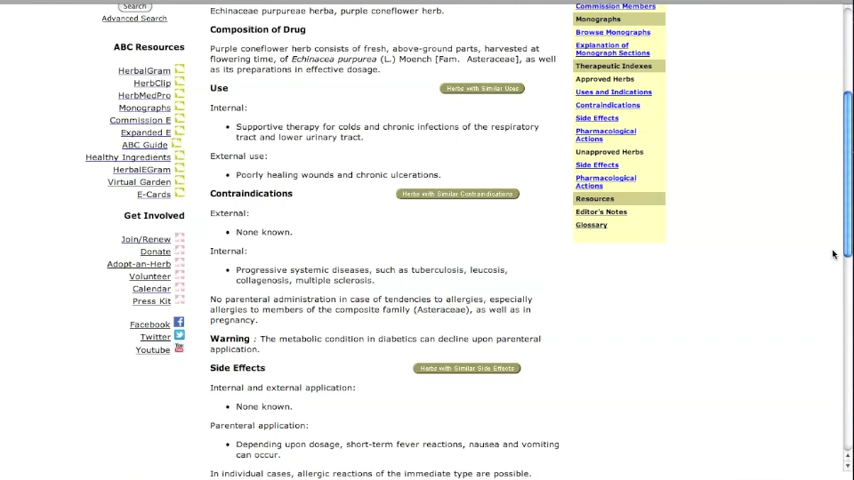 Search
Advanced Search
ABC Resources
HerbalGram
HerbClip
HerbMedPro
Monographs
Commission E
Expanded E
ABC Guide
Healthy Ingredients
HerbalEGram
Virtual Garden
E-Cards
Get Involved
Join/Renew
Donate
Adopt-an-Herb
Volunteer
Calendar
Press Kit
Facebook
Twitter
Youtube
Echinaceae purpureae herba, purple coneflower herb.
Composition of Drug
Purple coneflower herb consists of fresh, above-ground parts, harvested at
flowering time, of Echinacea purpurea (L.) Moench [Fam. Asteraceae], as well
as its preparations in effective dosage.
Use
Herbs with Similar Uses
Internal:
• Supportive therapy for colds and chronic infections of the respiratory
tract and lower urinary tract.
External use:
• Poorly healing wounds and chronic ulcerations.
Contraindications
Herbs with Similar Contraindications
External:
• None known.
Internal:
• Progressive systemic diseases, such as tuberculosis, leucosis,
collagenosis, multiple sclerosis.
No parenteral administration in case of tendencies to allergies, especially
allergies to members of the composite family (Asteraceae), as well as in
pregnancy.
Warning : The metabolic condition in diabetics can decline upon parenteral
application.
Side Effects
Herbs with Similar Side Effects
Internal and external application:
• None known.
Parenteral application:
• Depending upon dosage, short-term fever reactions, nausea and vomiting
can occur.
In individual cases, allergic reactions of the immediate type are possible.
Commission Members
Monographs
Browse Monographs
Explanation of
Monograph Sections
Therapeutic Indexes
Approved Herbs
Uses and Indications
Contraindications
Side Effects
Pharmacological
Actions
Unapproved Herbs
Side Effects
Pharmacological
Actions
Resources
Editor's Notes
Glossary